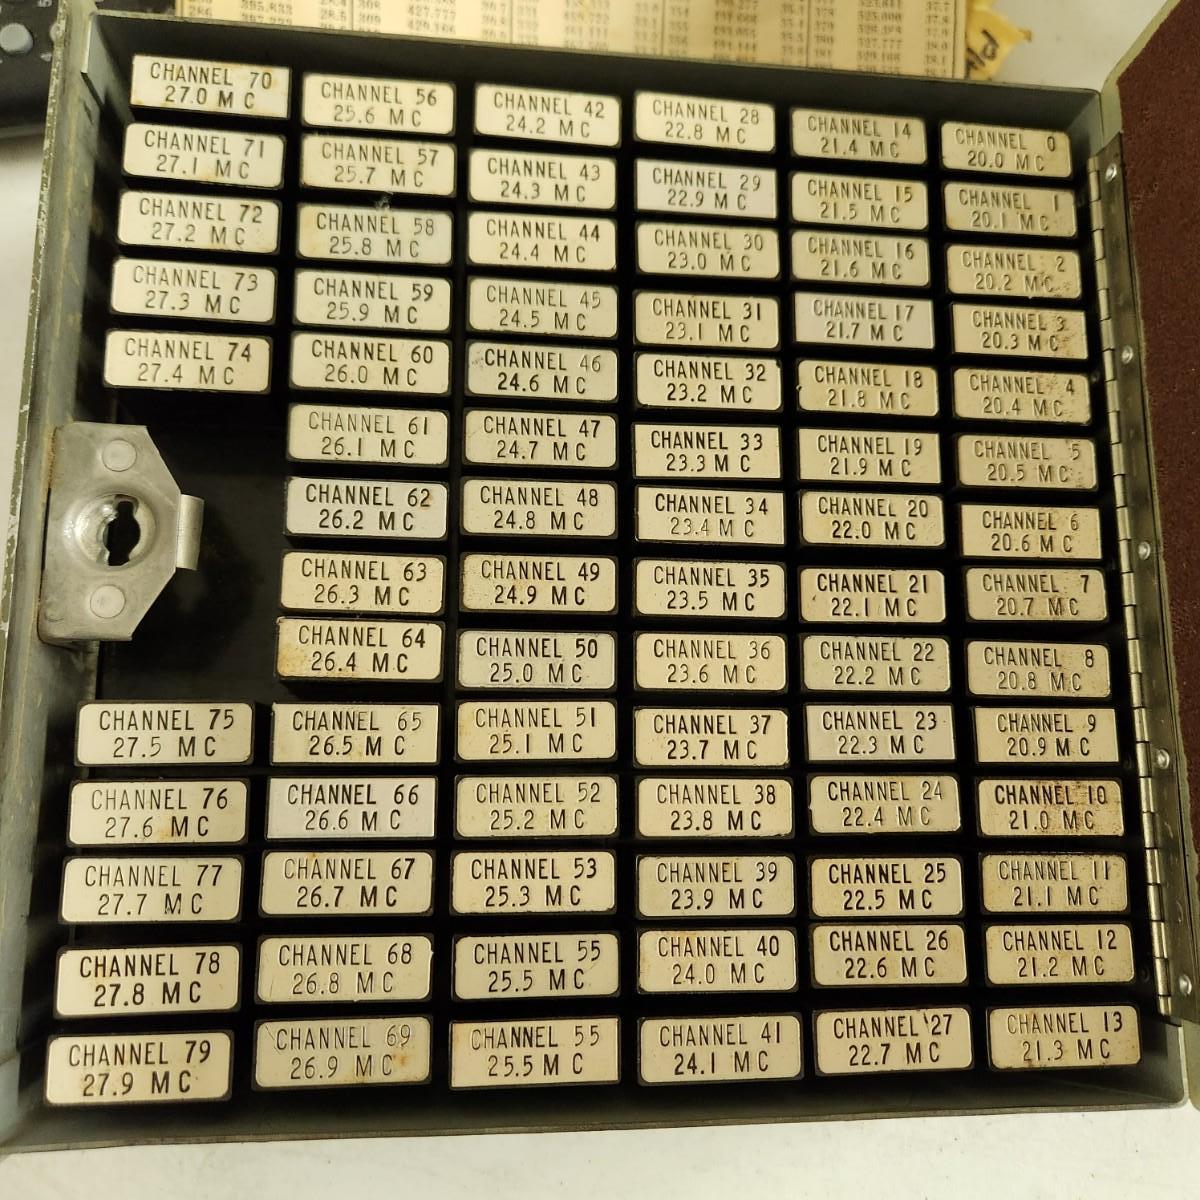 CHANNEL 70
27.0 MC
CHANNEL 71
27.1 MC
CHANNEL 72
27.2 MC
CHANNEL 73
27.3 MC
CHANNEL 74
27.4 MC
CHANNEL 75
27.5 MC
CHANNEL 76
27.6 MC
CHANNEL 77
27.7 MC
CHANNEL 78
27.8 MC
CHANNEL 79
27.9 MC
CHANNEL 56
25.6 MC
CHANNEL 57
25.7 MC
CHANNEL 58
25.8 MC
CHANNEL 59
25.9 MC
CHANNEL 60
26.0 MC
CHANNEL 61
26.1 MC
CHANNEL 62
26.2 MC
CHANNEL 63
26.3 MC
CHANNEL 64
26.4 MC
CHANNEL 65
26.5 MC
CHANNEL 66
26.6 MC
CHANNEL 67
26.7 MC
CHANNEL 68
26.8 MC
CHANNEL 69
26.9 MC
CHANNEL 42
24.2 MC
CHANNEL 43
24.3 MC
CHANNEL 44
24.4 MC
CHANNEL 45
24.5 MC
CHANNEL 46
24.6 MC
CHANNEL 47
24.7 MC
CHANNEL 48
24.8 MC
CHANNEL 49
24.9 MC
CHANNEL 50
25.0 MC
CHANNEL 51
25.1 MC
CHANNEL 52
25.2 MC
CHANNEL 53
25.3 MC
CHANNEL 55
25.5 MC
CHANNEL 55
25.5 MC
CHANNEL 28
22.8 MC
CHANNEL 29
22.9 MC
CHANNEL 30
23.0 MC
CHANNEL 31
23.1 MC
CHANNEL 32
23.2 MC
CHANNEL 33
23.3 MC
CHANNEL 34
23.4 MC
CHANNEL 35
23.5 MC
CHANNEL 36
23.6 MC
CHANNEL 37
23.7 MC
CHANNEL 38
23.8 MC
CHANNEL 39
23.9 MC
CHANNEL 40
24.0 MC
CHANNEL 41
24.1 MC
CHANNEL 14
21.4 MC
CHANNEL 15
21.5 MC
CHANNEL 16
21.6 MC
CHANNEL 17
21.7 MC
CHANNEL 18
21.8 MC
CHANNEL 19
21.9 MC
CHANNEL 20
22.0 MC
CHANNEL 21
22.1 MC
CHANNEL 22
22.2 MC
CHANNEL 23
22.3 MC
CHANNEL 24
22.4 MC
CHANNEL 25
22.5 MC
CHANNEL 26
22.6 MC
CHANNEL 27
22.7 MC
CHANNEL 0
20.0 MC
CHANNEL 1
20.1 MC
CHANNEL 2
20.2 MC
CHANNEL 3
20.3 MC
CHANNEL 4
20.4 MC
CHANNEL 5
20.5 MC
CHANNEL 6
20.6 MC
CHANNEL 7
20.7 MC
CHANNEL 8
20.8 MC
CHANNEL 9
20.9 MC
CHANNEL 10
21.0 MC
CHANNEL 11
21.1 MC
CHANNEL 12
21.2 MC
CHANNEL 13
21.3 MC